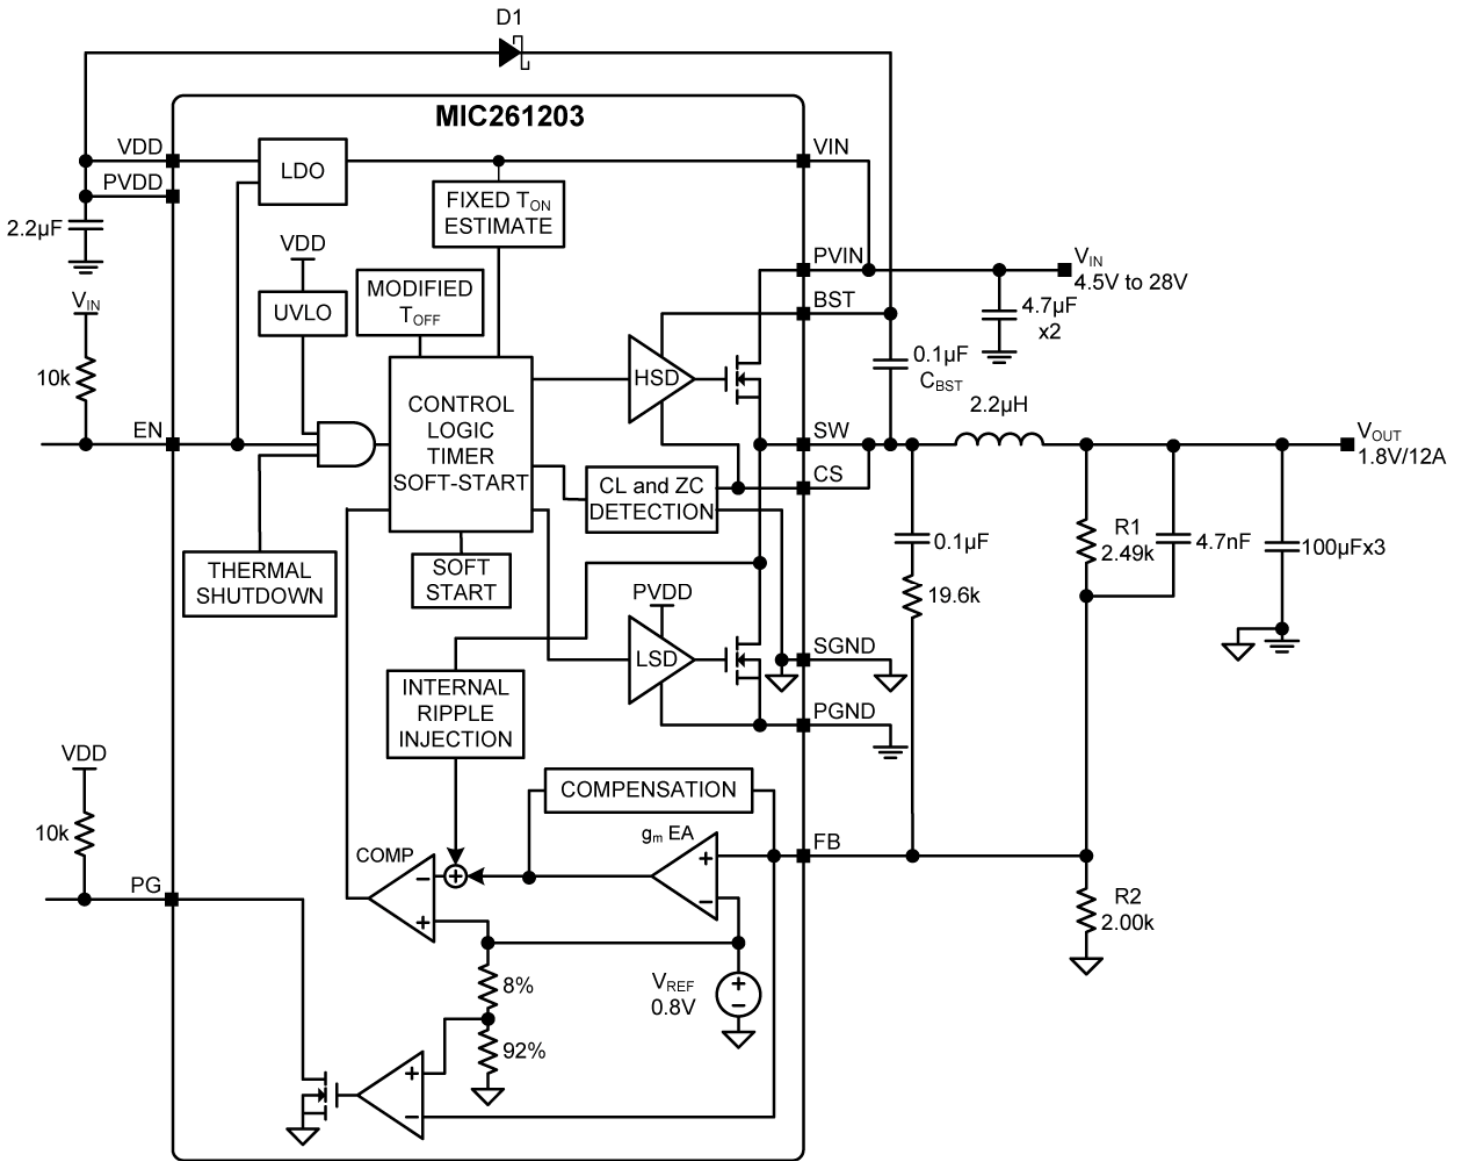 D1
MIC261203
VDD
PVDD
2.2µF
LDO
VIN
FIXED TON
ESTIMATE
PVIN
VIN
4.5V to 28V
BST
4.7µF
x2
VDD
UVLO
MODIFIED
TOFF
VIN
10k
EN
HSD
0.1µF
CBST
2.2µH
CONTROL
LOGIC
TIMER
SOFT-START
SW
CS
VOUT
1.8V/12A
CL and ZC
DETECTION
THERMAL
SHUTDOWN
SOFT
START
0.1µF
19.6k
R1
2.49k
4.7nF
100µFx3
PVDD
LSD
SGND
PGND
INTERNAL
RIPPLE
INJECTION
VDD
10k
PG
COMPENSATION
gm EA
+
−
FB
COMP
−
+
+
R2
2.00k
8%
92%
VREF
0.8V
+
−
+
−